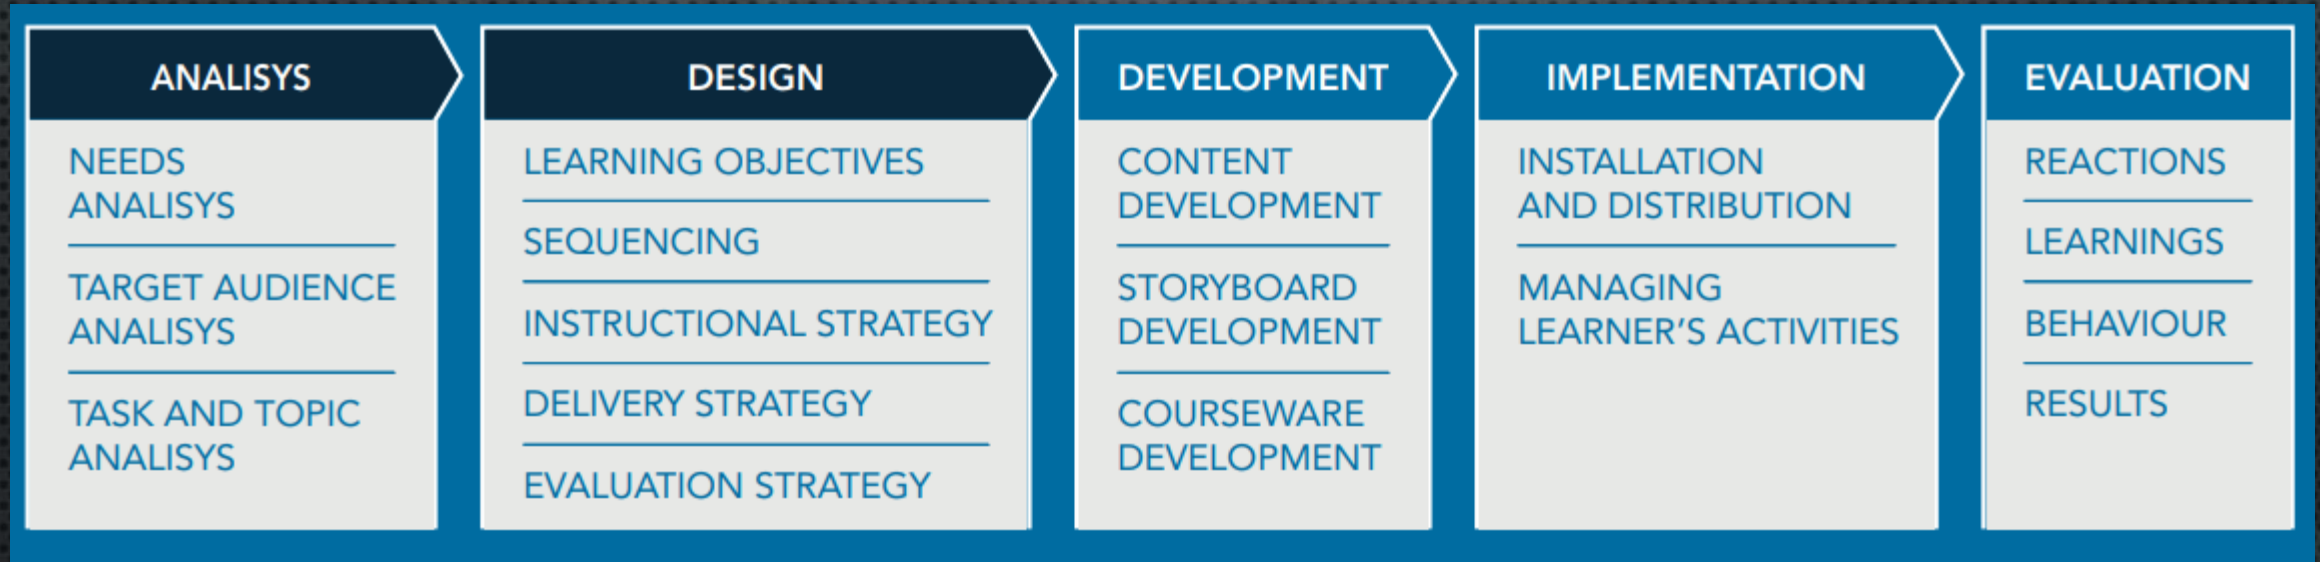 ANALISYS
NEEDS
ANALISYS
TARGET AUDIENCE
ANALISYS
TASK AND TOPIC
ANALISYS
DESIGN
LEARNING OBJECTIVES
SEQUENCING
INSTRUCTIONAL STRATEGY
DELIVERY STRATEGY
EVALUATION STRATEGY
DEVELOPMENT
CONTENT
DEVELOPMENT
STORYBOARD
DEVELOPMENT
COURSEWARE
DEVELOPMENT
IMPLEMENTATION
INSTALLATION
AND DISTRIBUTION
MANAGING
LEARNER’S ACTIVITIES
EVALUATION
REACTIONS
LEARNINGS
BEHAVIOUR
RESULTS